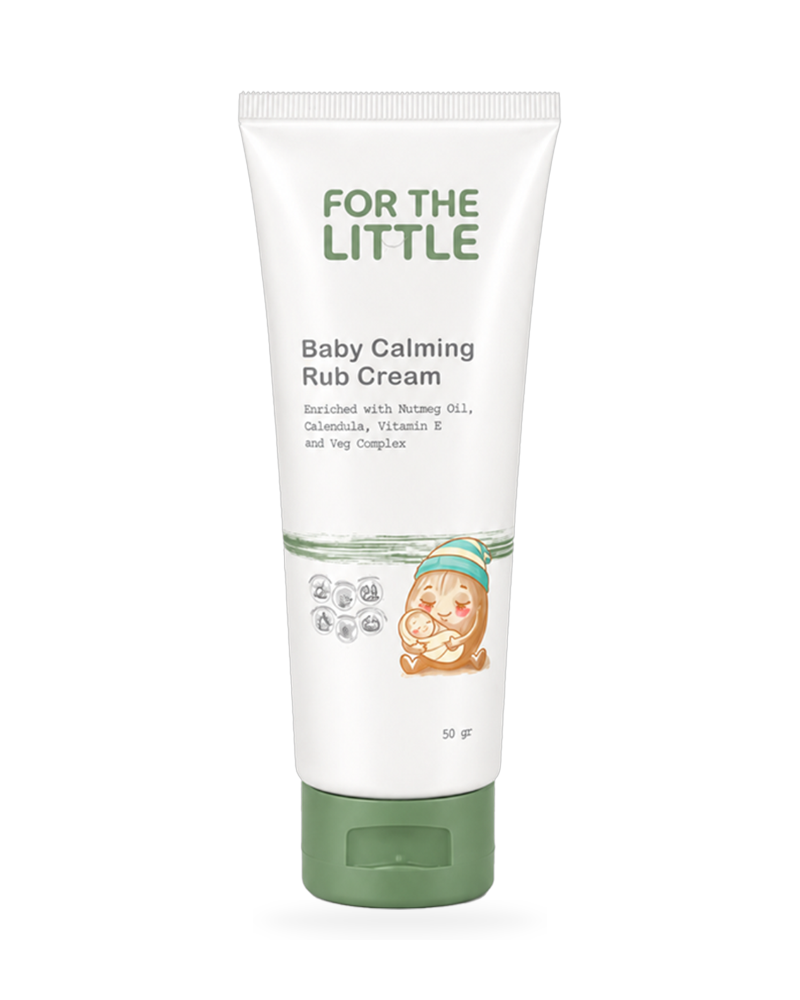 FOR THE
LITTLE
Baby Calming
Rub Cream
Enriched with Nutmeg Oil,
Calendula, Vitamin E
and Veg Complex
50 gr